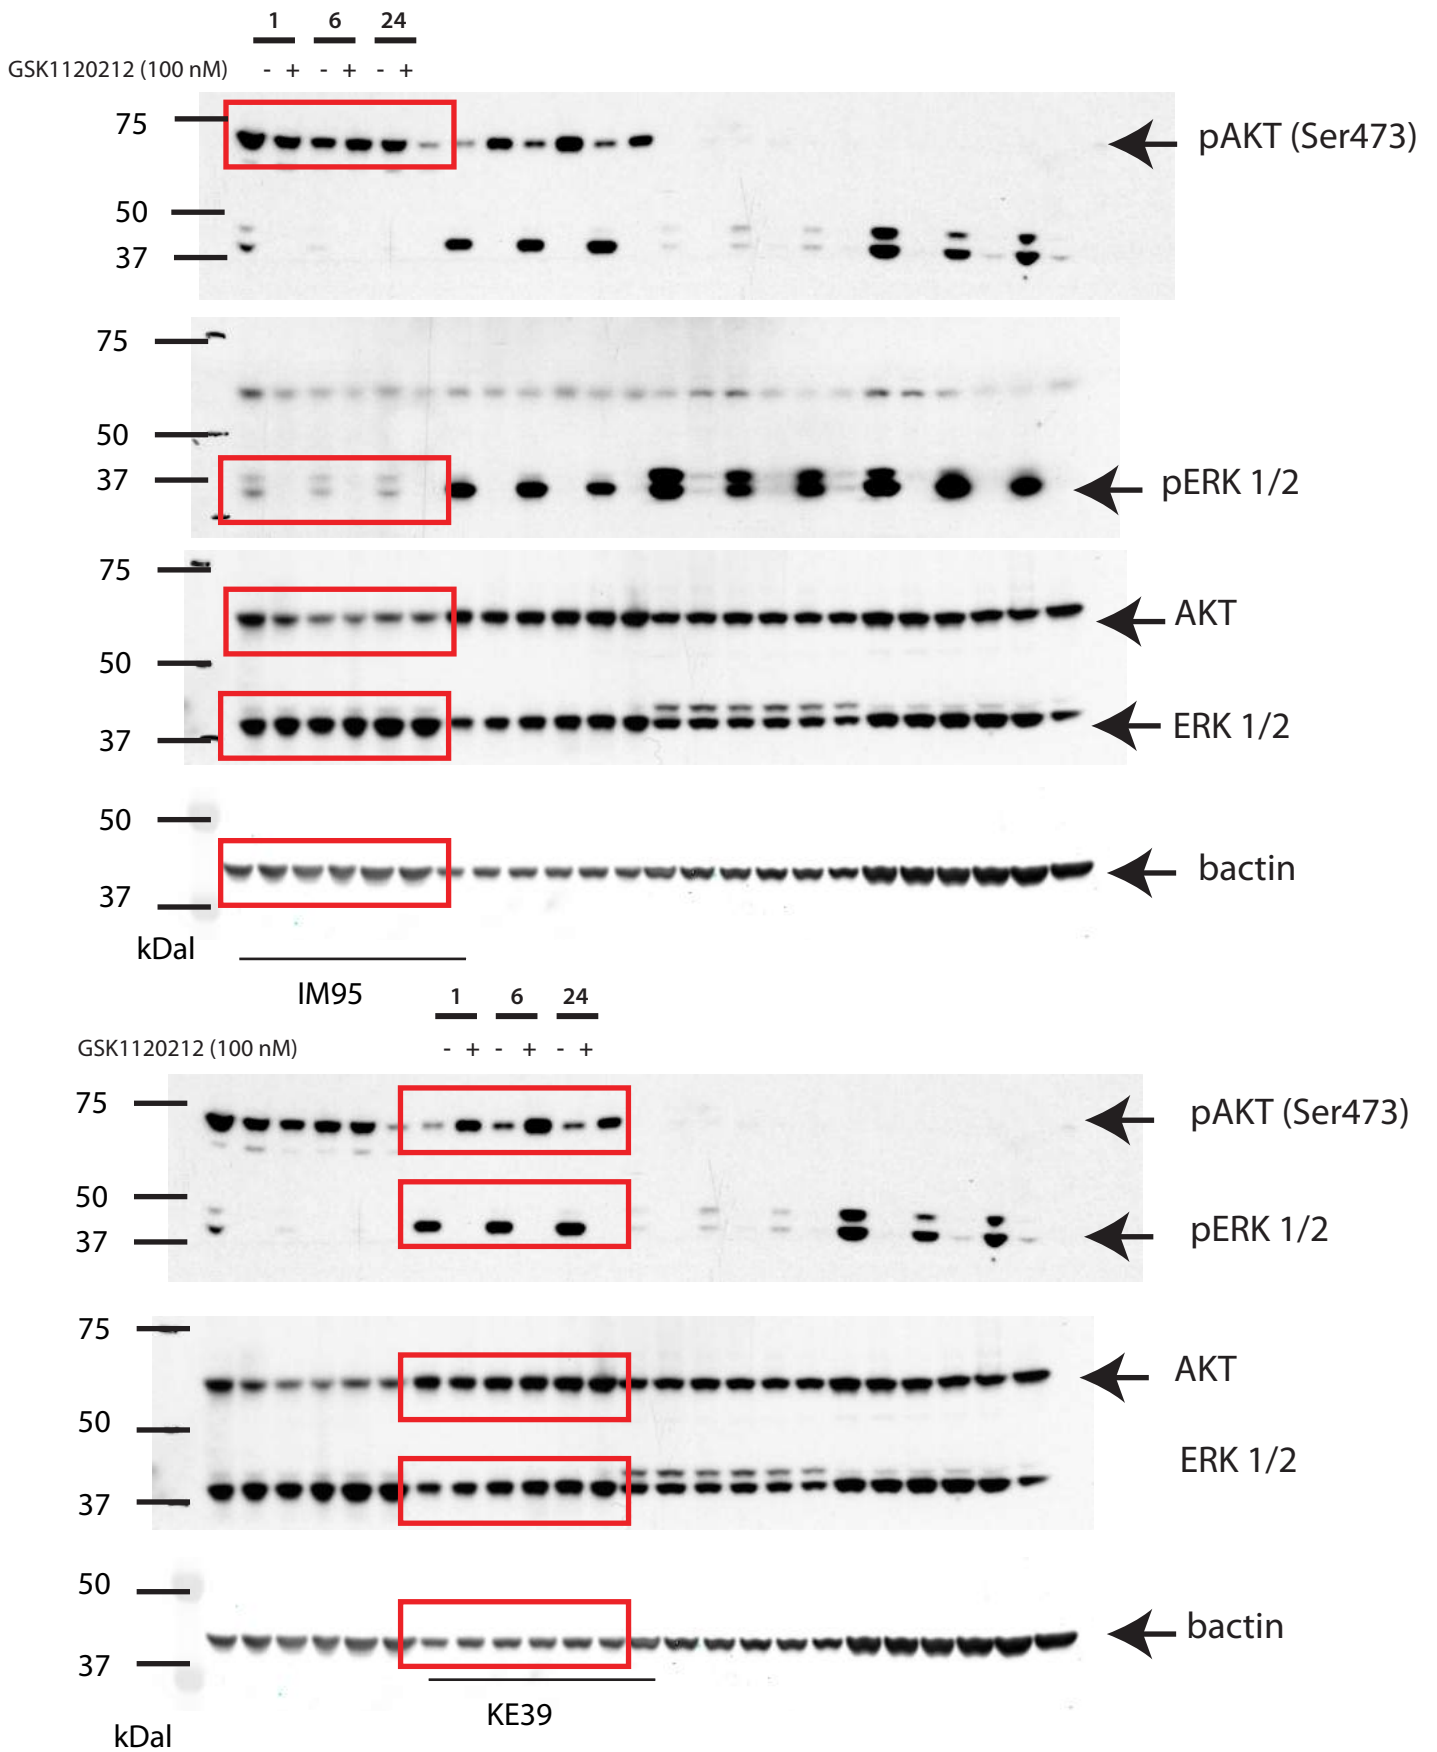 1 6 24
GSK1120212 (100 nM) - + - + - +
75
pAKT (Ser473)
50
37
75
50
37
pERK 1/2
75
AKT
50
37
ERK 1/2
50
bactin
37
kDal
IM95
1 6 24
GSK1120212 (100 nM) - + - + - +
75
pAKT (Ser473)
50
37
pERK 1/2
75
AKT
50
ERK 1/2
37
50
bactin
37
KE39
kDal